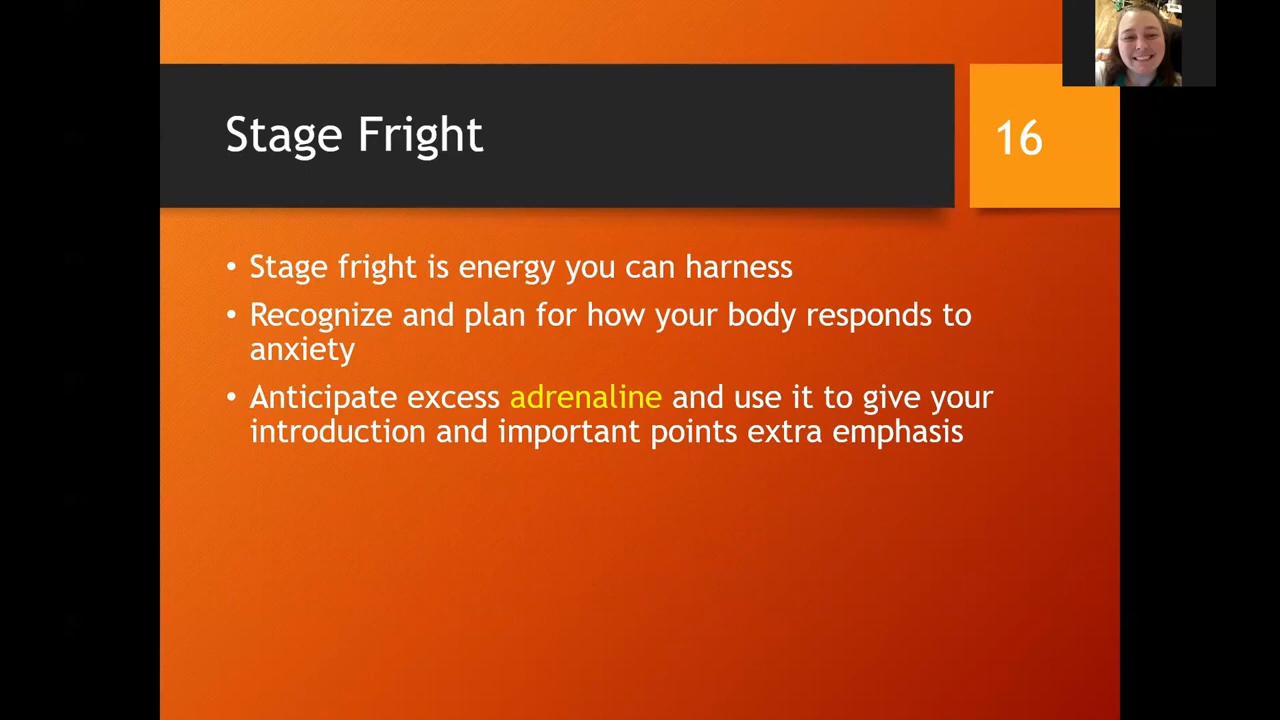 Stage Fright
16
• Stage fright is energy you can harness
• Recognize and plan for how your body responds to
anxiety
• Anticipate excess adrenaline and use it to give your
introduction and important points extra emphasis